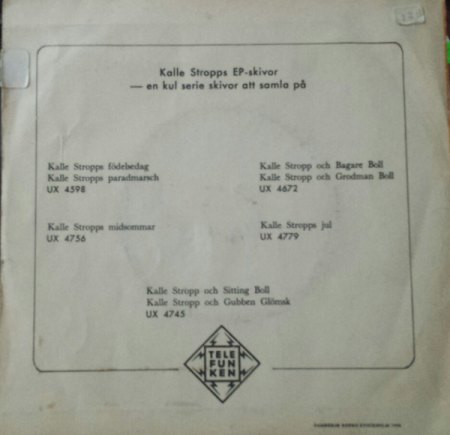 Kalle Stropps EP-skivor
— en kul serie skivor att samla på
Kalle Stropps födelsedag
Kalle Stropps paradmarsch
UX 4598
Kalle Stropp och Bagare Boll
Kalle Stropp och Grodman Boll
UX 4672
Kalle Stropps midsommar
UX 4756
Kalle Stropps jul
UX 4779
Kalle Stropp och Sitting Boll
Kalle Stropp och Gubben Glömsk
UX 4745
TELE
FUN
KEN